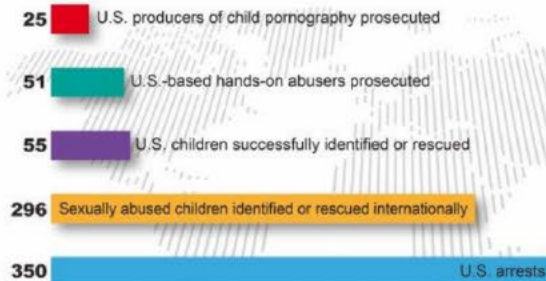 25 U.S. producers of child pornography prosecuted
51 U.S.-based hands-on abusers prosecuted
55 U.S. children successfully identified or rescued
296 Sexually abused children identified or rescued internationally
350 U.S. arrests